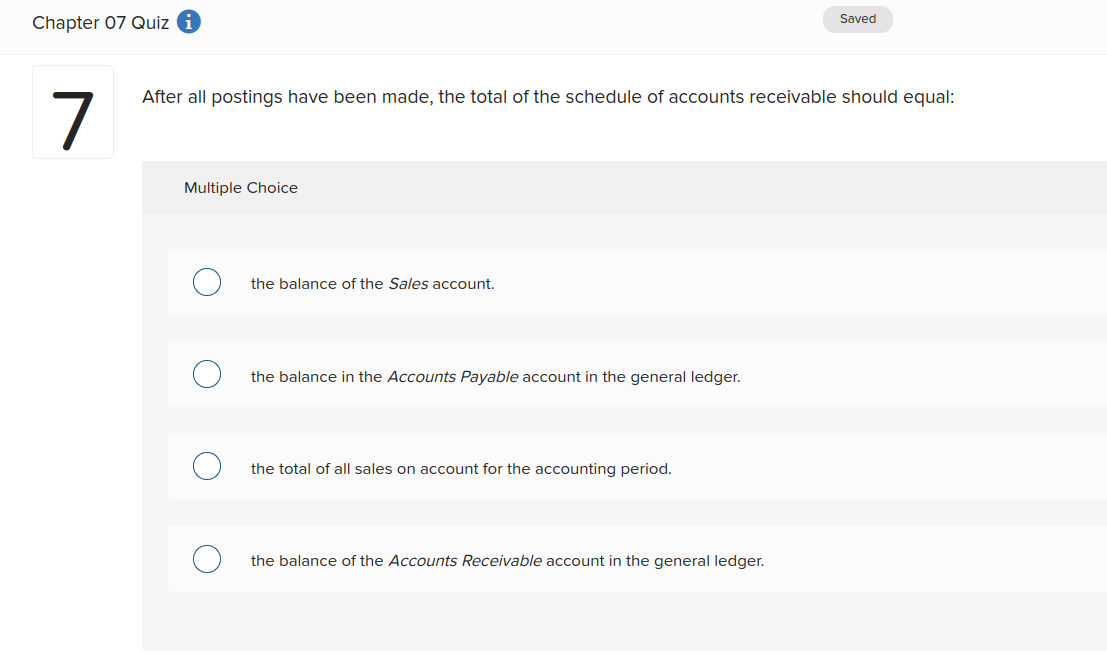 Chapter 07 Quiz i
Saved
7
After all postings have been made, the total of the schedule of accounts receivable should equal:
Multiple Choice
the balance of the Sales account.
the balance in the Accounts Payable account in the general ledger.
the total of all sales on account for the accounting period.
the balance of the Accounts Receivable account in the general ledger.